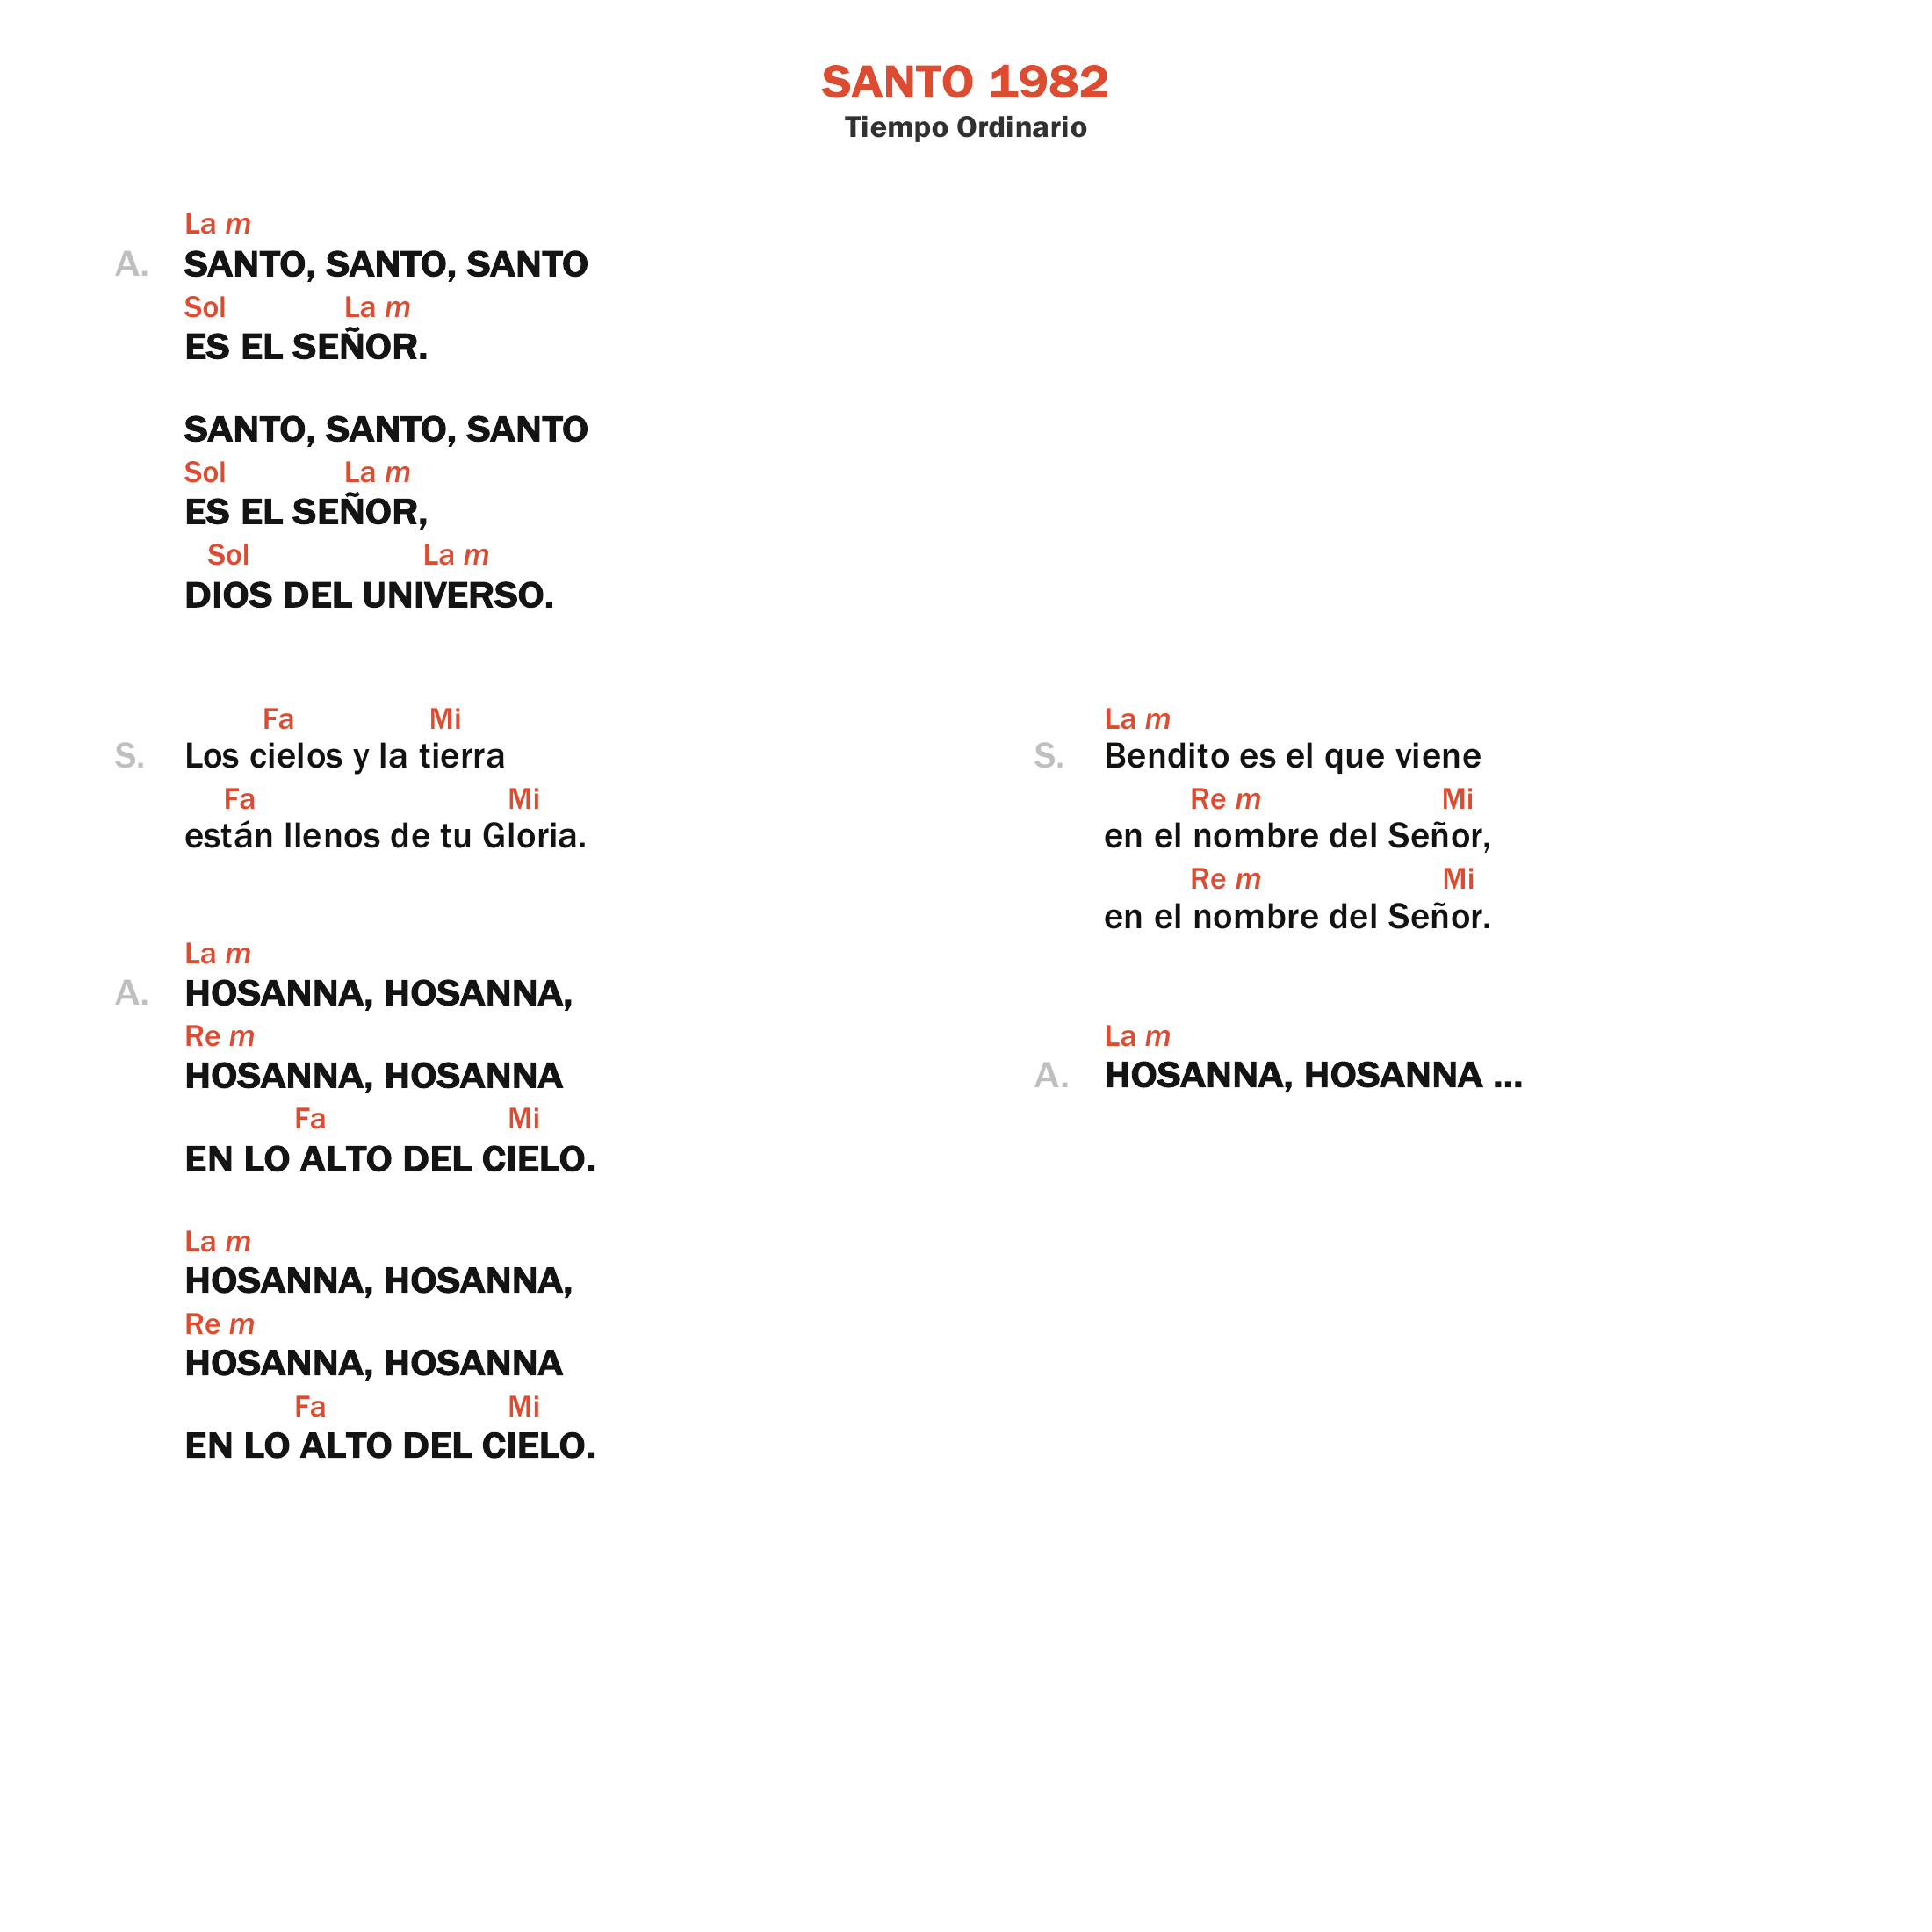 SANTO 1982
Tiempo Ordinario
La m
A. SANTO, SANTO, SANTO
Sol La m
ES EL SEÑOR.
SANTO, SANTO, SANTO
Sol La m
ES EL SEÑOR,
Sol La m
DIOS DEL UNIVERSO.
Fa Mi
S. Los cielos y la tierra
Fa Mi
están llenos de tu Gloria.
La m
A. HOSANNA, HOSANNA,
Re m
HOSANNA, HOSANNA
Fa Mi
EN LO ALTO DEL CIELO.
La m
HOSANNA, HOSANNA,
Re m
HOSANNA, HOSANNA
Fa Mi
EN LO ALTO DEL CIELO.
La m
S. Bendito es el que viene
Re m Mi
en el nombre del Señor,
Re m Mi
en el nombre del Señor.
La m
A. HOSANNA, HOSANNA ...